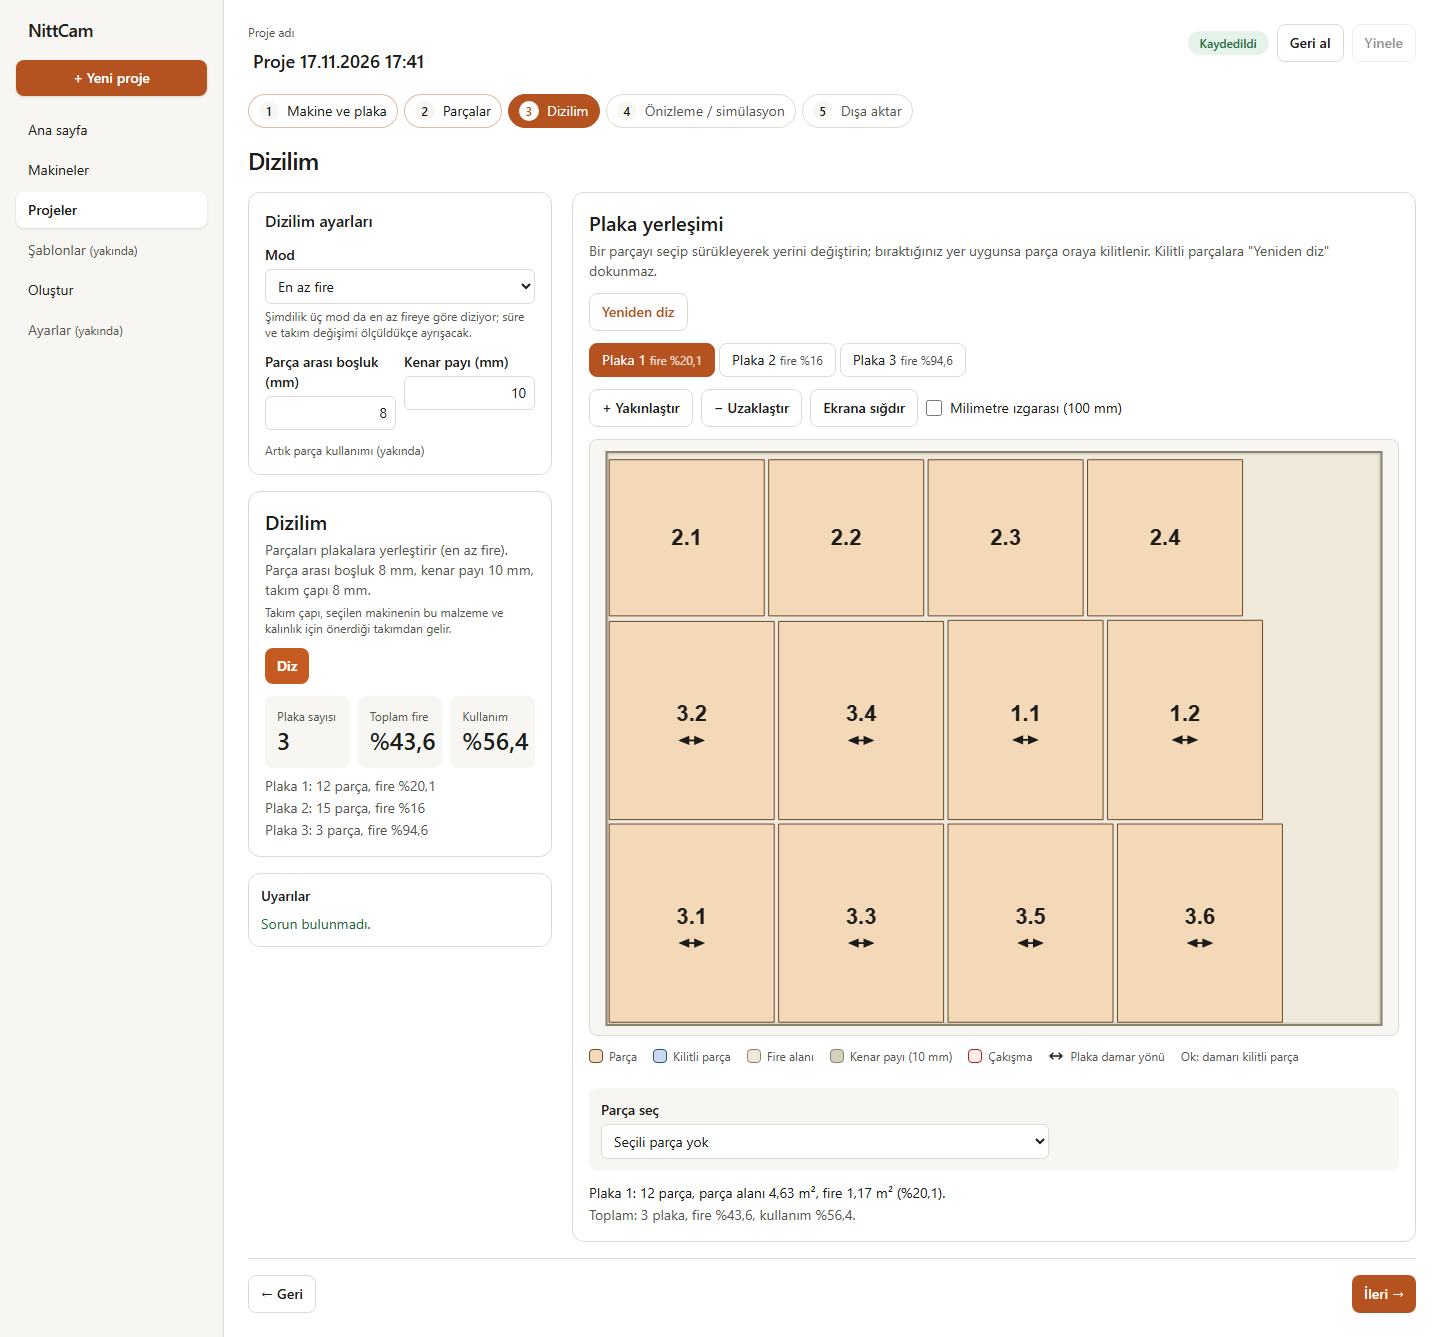 NittCam
+ Yeni proje
Ana sayfa
Makineler
Projeler
Şablonlar (yakında)
Oluştur
Ayarlar (yakında)
Proje adı
Proje 17.11.2026 17:41
Kaydedildi
Geri al
Yinele
1 Makine ve plaka
2 Parçalar
3 Dizilim
4 Önizleme / simülasyon
5 Dışa aktar
Dizilim
Dizilim ayarları
Mod
En az fire
Şimdilik üç mod da en az fireye göre diziyor; süre
ve takım değişimi ölçüldükçe ayrışacak.
Parça arası boşluk
(mm)
8
Kenar payı (mm)
10
Artık parça kullanımı (yakında)
Dizilim
Parçaları plakalara yerleştirir (en az fire).
Parça arası boşluk 8 mm, kenar payı 10 mm,
takım çapı 8 mm.
Takım çapı, seçilen makinenin bu malzeme ve
kalınlık için önerdiği takımdan gelir.
Diz
Plaka sayısı
3
Toplam fire
%43,6
Kullanım
%56,4
Plaka 1: 12 parça, fire %20,1
Plaka 2: 15 parça, fire %16
Plaka 3: 3 parça, fire %94,6
Uyarılar
Sorun bulunmadı.
Plaka yerleşimi
Bir parçayı seçip sürükleyerek yerini değiştirin; bıraktığınız yer uygunsa parça oraya kilitlenir. Kilitli parçalara "Yeniden diz"
dokunmaz.
Yeniden diz
Plaka 1 fire %20,1
Plaka 2 fire %16
Plaka 3 fire %94,6
+ Yakınlaştır
− Uzaklaştır
Ekrana sığdır
Milimetre ızgarası (100 mm)
2.1 2.2 2.3 2.4
3.2 3.4 1.1 1.2
3.1 3.3 3.5 3.6
Parça
Kilitli parça
Fire alanı
Kenar payı (10 mm)
Çakışma
↔ Plaka damar yönü
Ok: damarı kilitli parça
Parça seç
Seçili parça yok
Plaka 1: 12 parça, parça alanı 4,63 m², fire 1,17 m² (%20,1).
Toplam: 3 plaka, fire %43,6, kullanım %56,4.
← Geri
İleri →